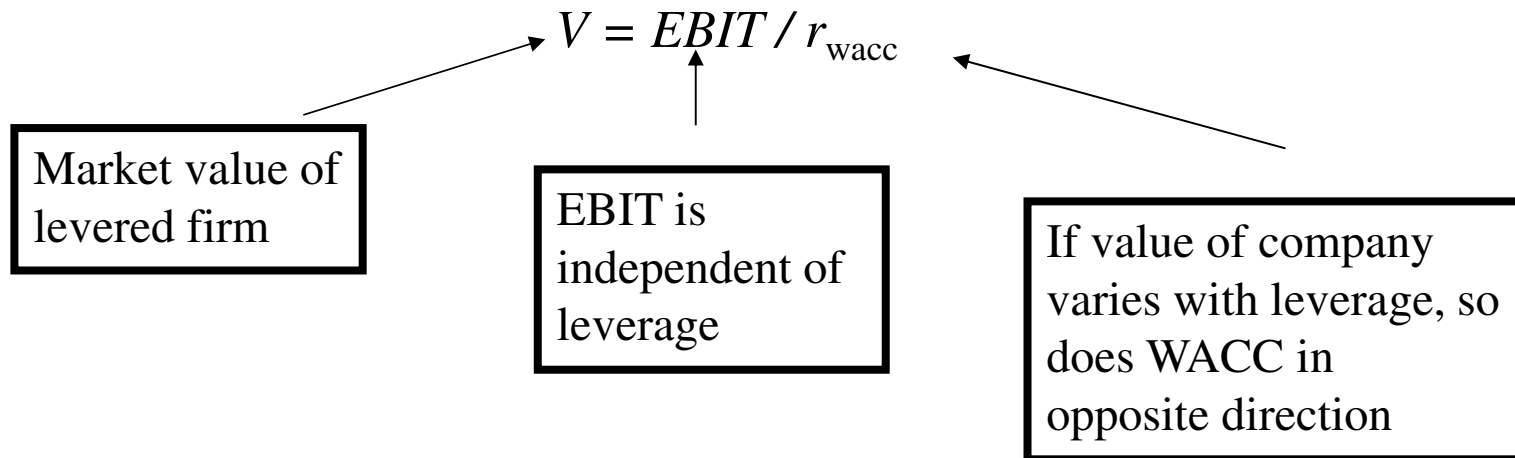 V = EBIT / r_wacc
Market value of
levered firm
EBIT is
independent of
leverage
If value of company
varies with leverage, so
does WACC in
opposite direction